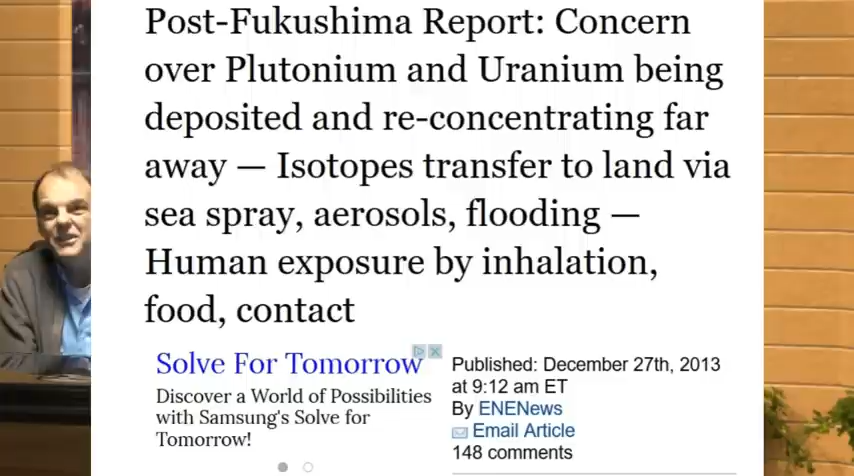 Post-Fukushima Report: Concern
over Plutonium and Uranium being
deposited and re-concentrating far
away — Isotopes transfer to land via
sea spray, aerosols, flooding —
Human exposure by inhalation,
food, contact
Solve For Tomorrow
Discover a World of Possibilities
with Samsung's Solve for
Tomorrow!
Published: December 27th, 2013
at 9:12 am ET
By ENENews
Email Article
148 comments